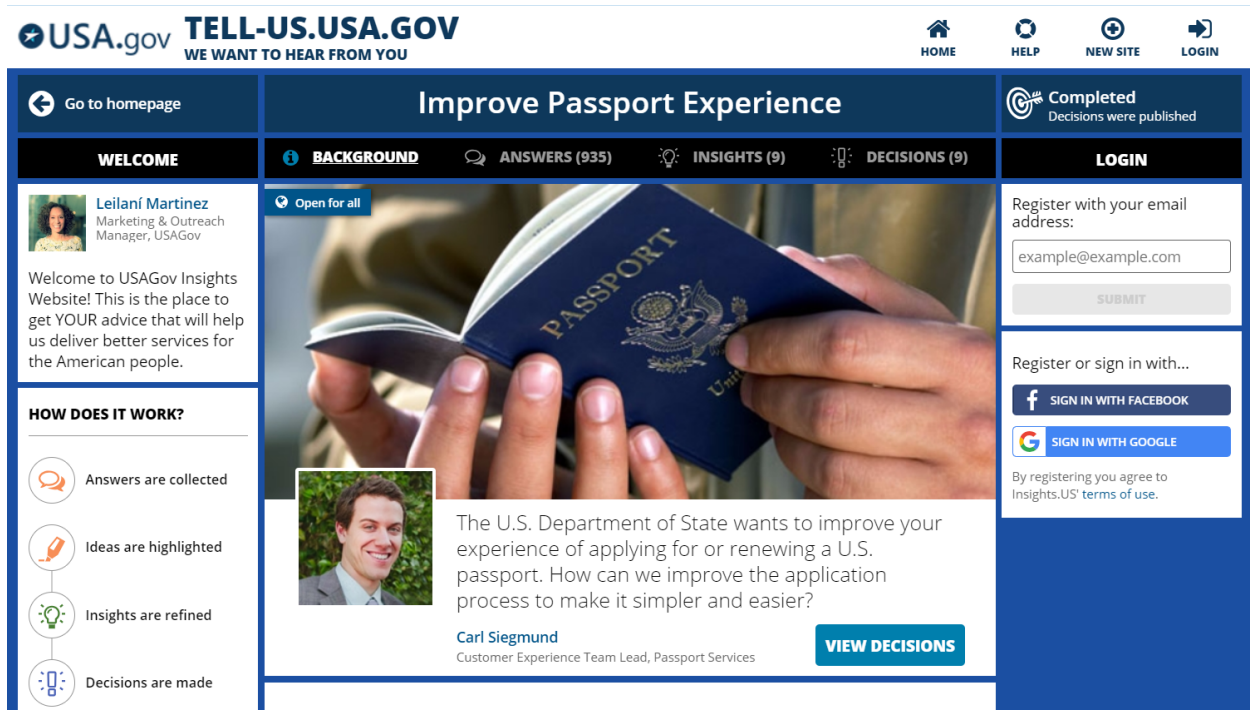 USA.gov
TELL-US.USA.GOV
WE WANT TO HEAR FROM YOU
HOME
HELP
NEW SITE
LOGIN
Go to homepage
Improve Passport Experience
Completed
Decisions were published
WELCOME
BACKGROUND
ANSWERS (935)
INSIGHTS (9)
DECISIONS (9)
LOGIN
Leilaní Martinez
Marketing & Outreach
Manager, USAGov
Welcome to USAGov Insights
Website! This is the place to
get YOUR advice that will help
us deliver better services for
the American people.
HOW DOES IT WORK?
Answers are collected
Ideas are highlighted
Insights are refined
Decisions are made
Open for all
PASSPORT
The U.S. Department of State wants to improve your
experience of applying for or renewing a U.S.
passport. How can we improve the application
process to make it simpler and easier?
Carl Siegmund
Customer Experience Team Lead, Passport Services
VIEW DECISIONS
Register with your email
address:
example@example.com
SUBMIT
Register or sign in with...
SIGN IN WITH FACEBOOK
SIGN IN WITH GOOGLE
By registering you agree to
Insights.US' terms of use.